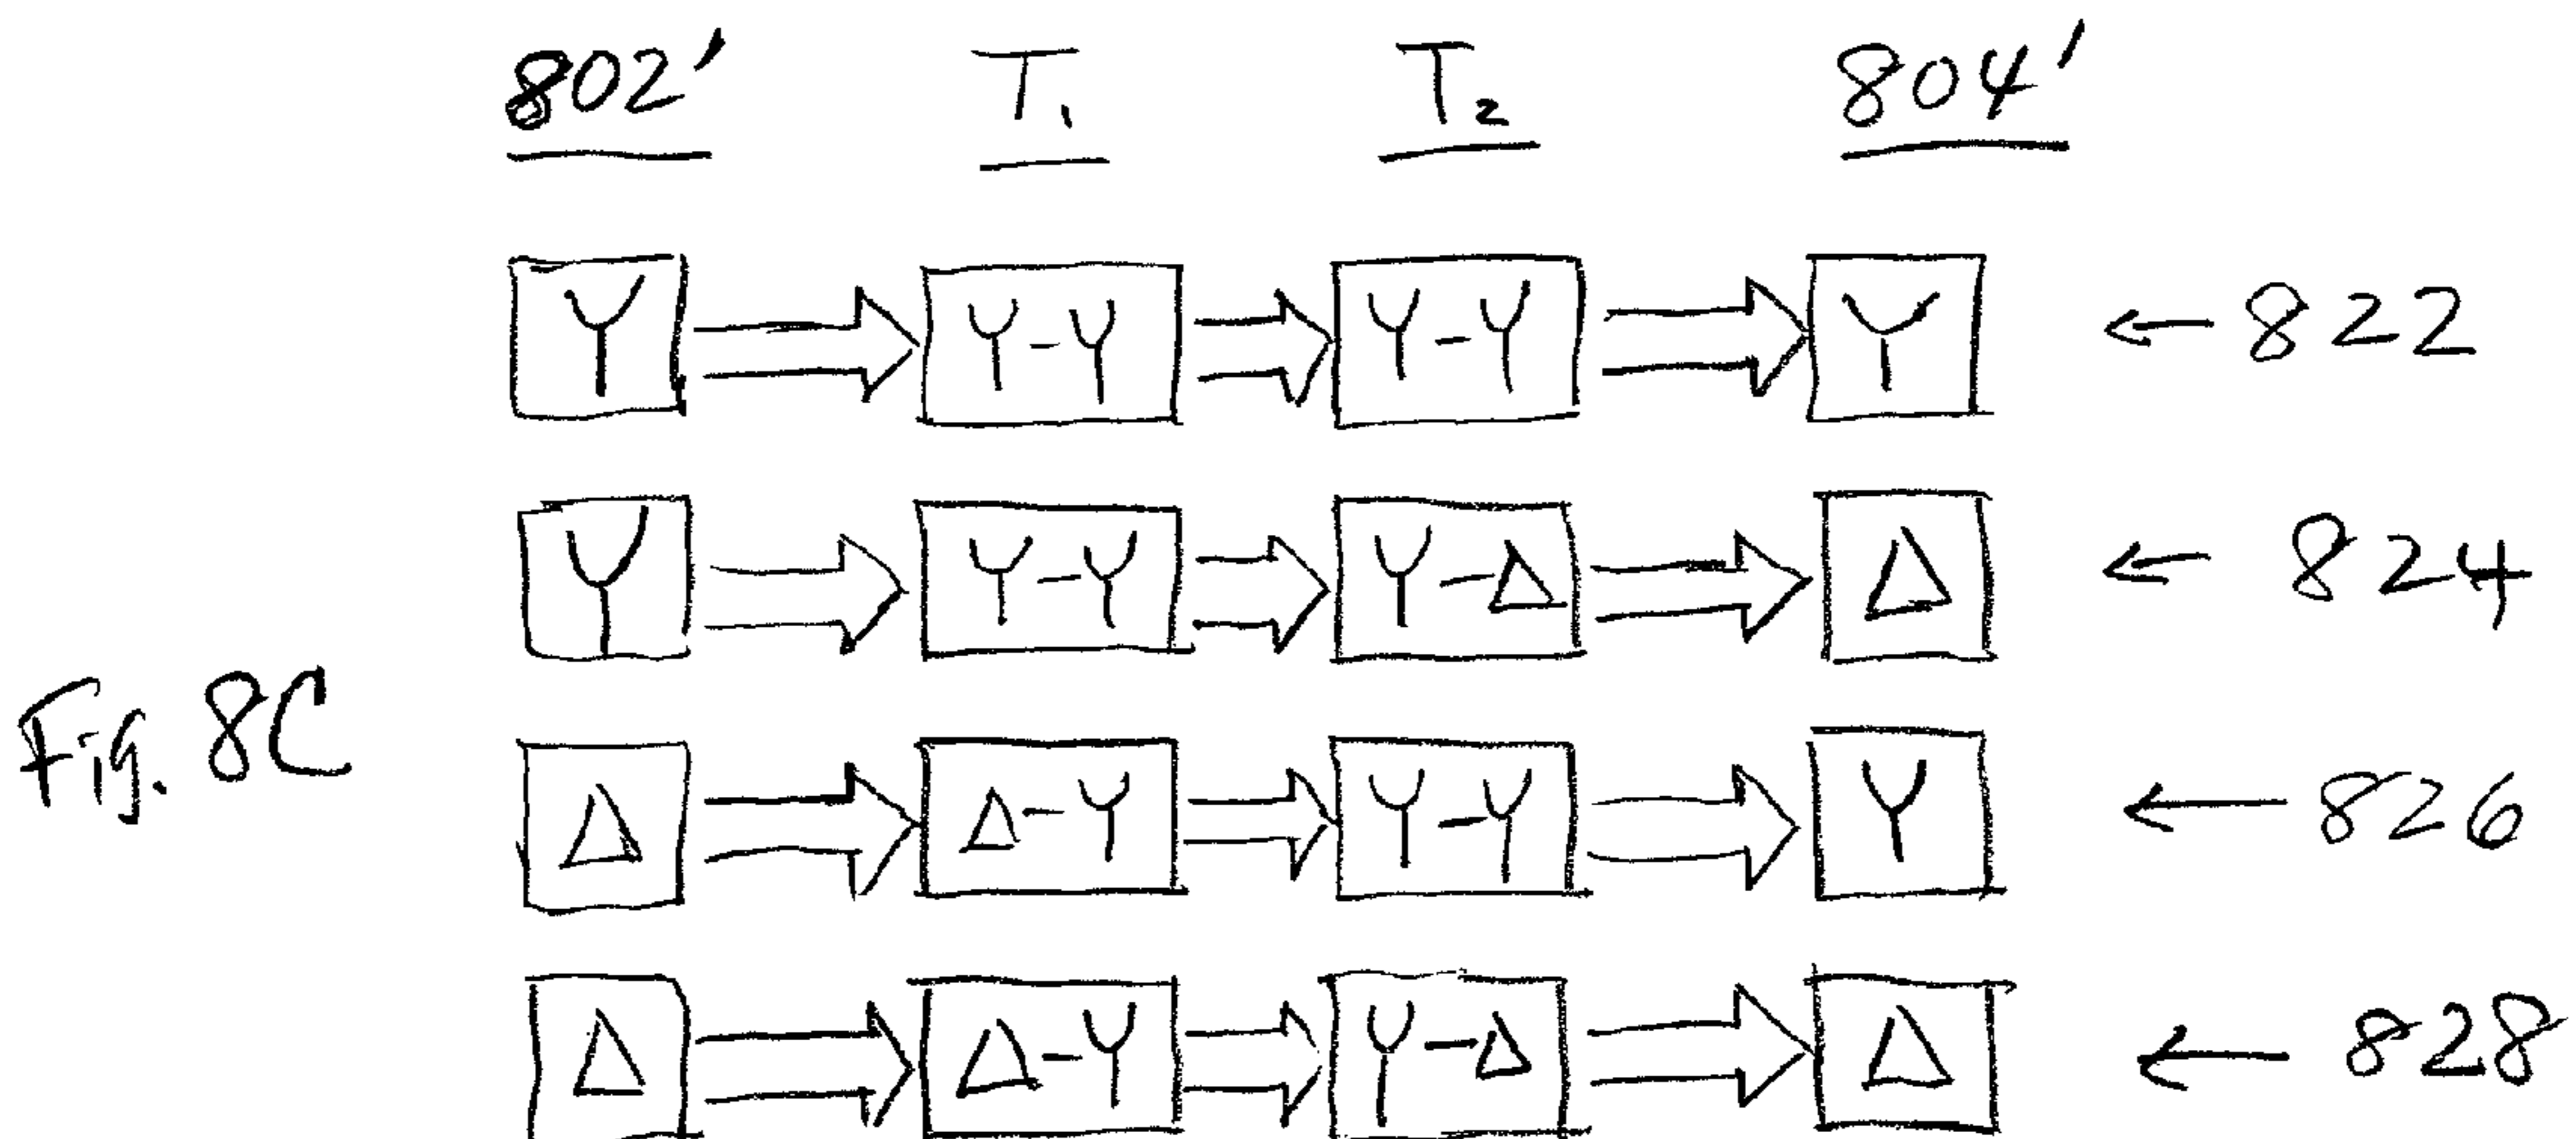 802' T₁ T₂ 804'
Y Y-Y Y-Y Y ← 822
Y Y-Y Y-Δ Δ ← 824
Fig. 8C
Δ Δ-Y Y-Y Y ← 826
Δ Δ-Y Y-Δ Δ ← 828